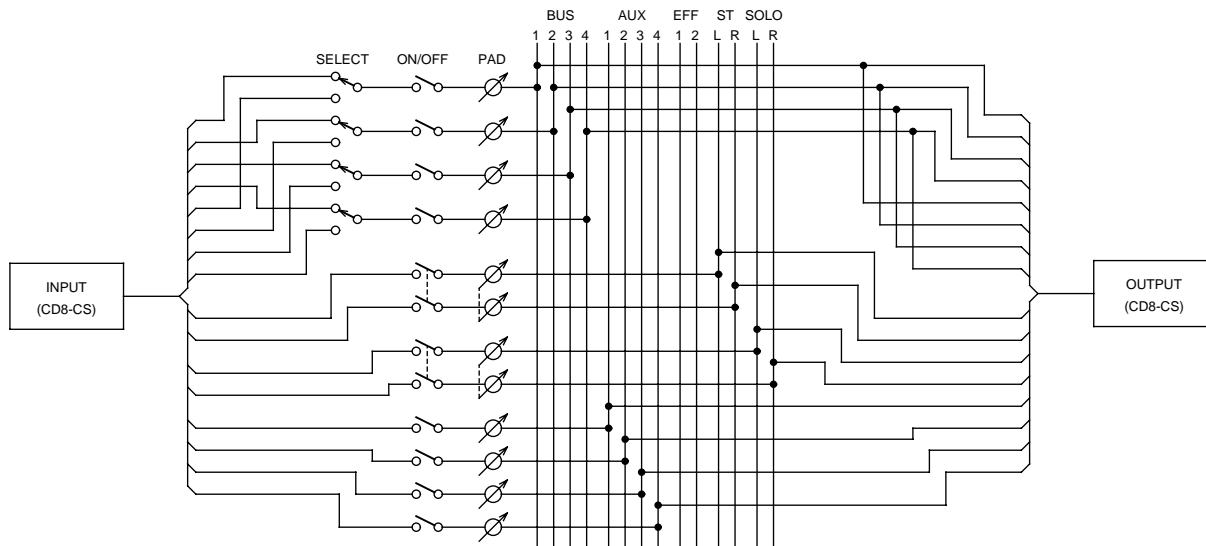 BUS AUX EFF ST SOLO
1 2 3 4 1 2 3 4 1 2 L R L R
SELECT ON/OFF PAD
INPUT
(CD8-CS)
OUTPUT
(CD8-CS)